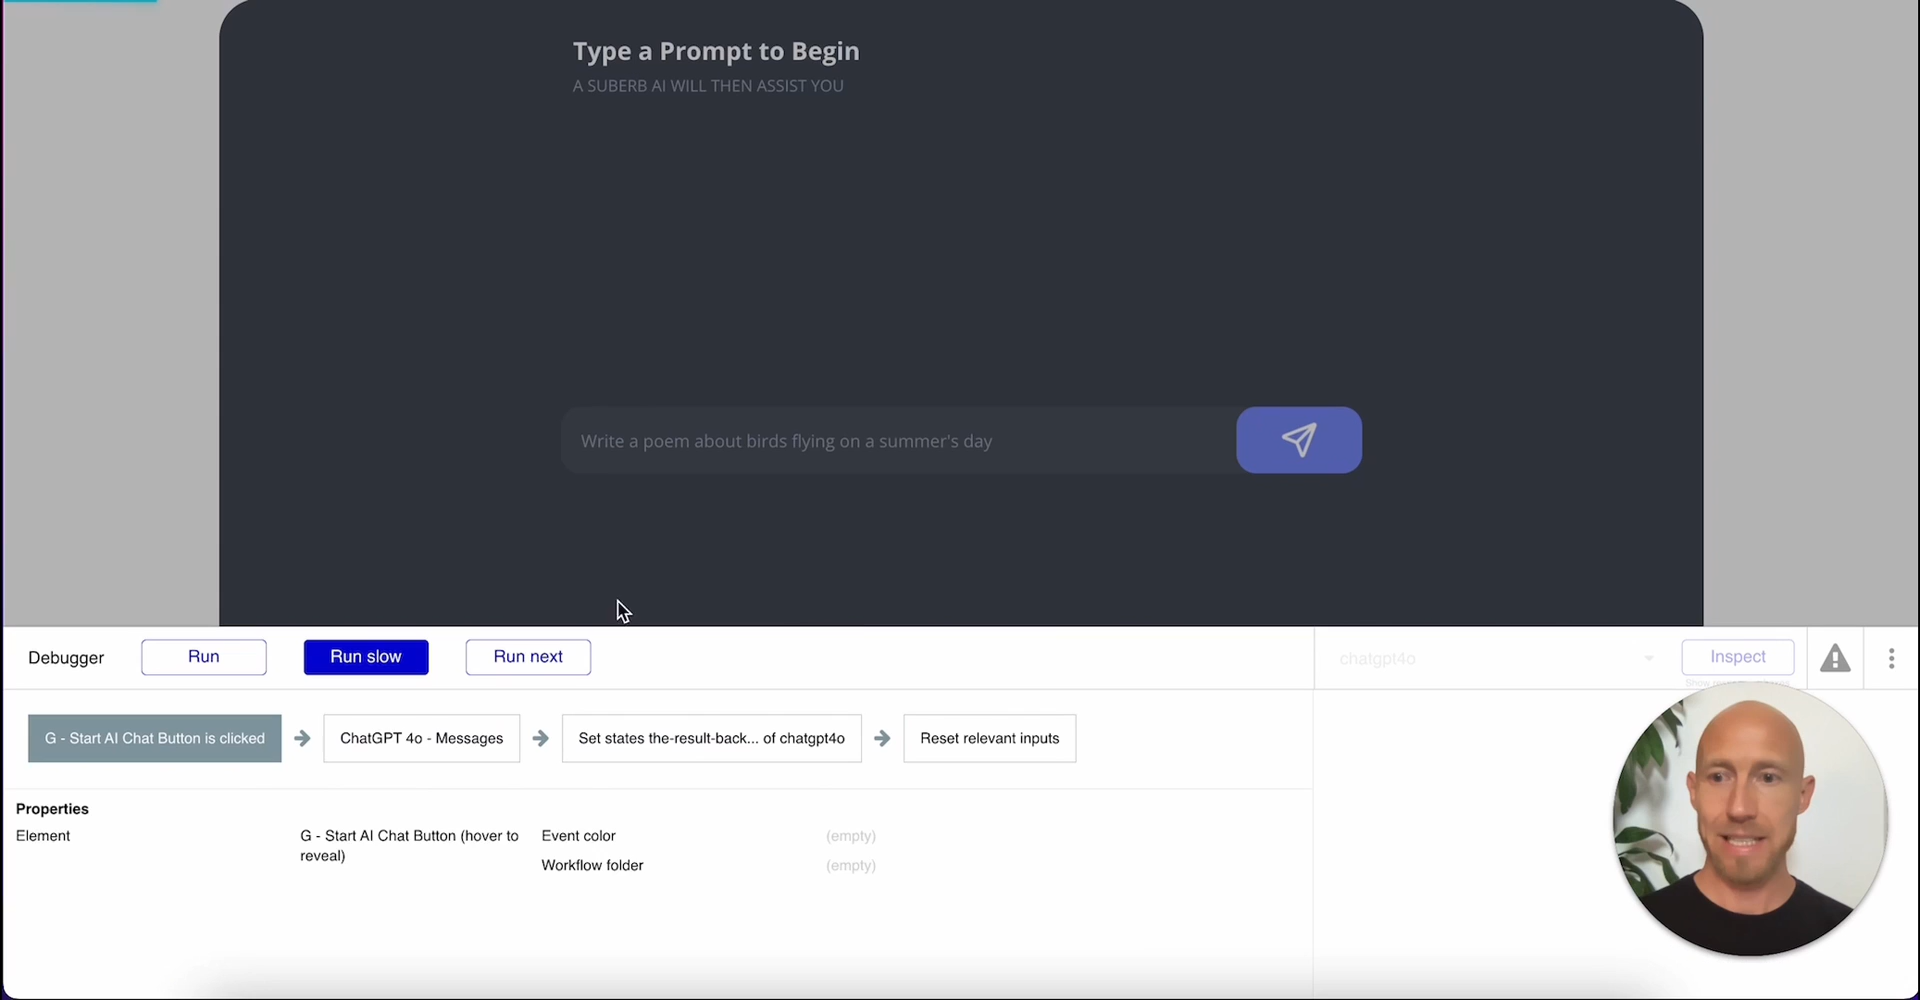 Type a Prompt to Begin
A SUBERB AI WILL THEN ASSIST YOU
Write a poem about birds flying on a summer's day
Debugger
Run
Run slow
Run next
chatgpt4o
Inspect
G - Start AI Chat Button is clicked
ChatGPT 4o - Messages
Set states the-result-back... of chatgpt4o
Reset relevant inputs
Properties
Element
G - Start AI Chat Button (hover to
reveal)
Event color
(empty)
Workflow folder
(empty)